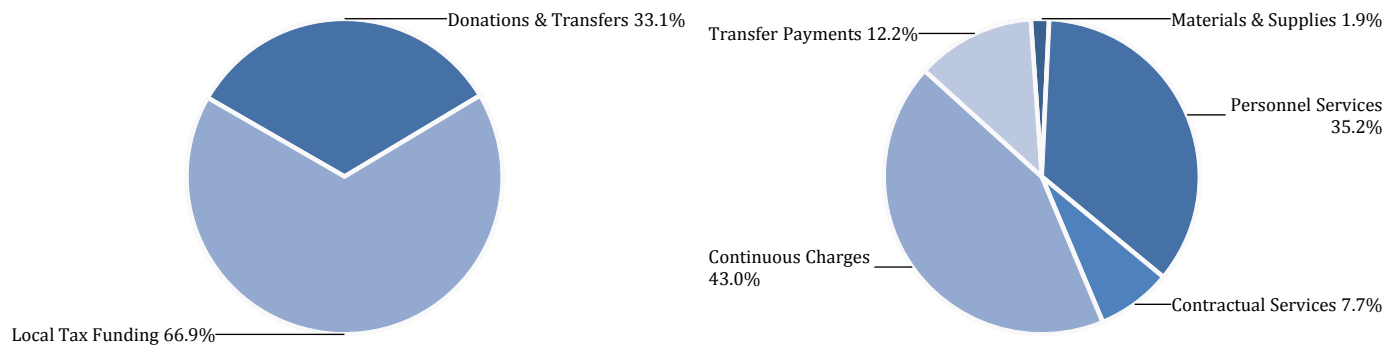 Donations & Transfers 33.1%
Local Tax Funding 66.9%
Materials & Supplies 1.9%
Transfer Payments 12.2%
Personnel Services
35.2%
Continuous Charges
43.0%
Contractual Services 7.7%